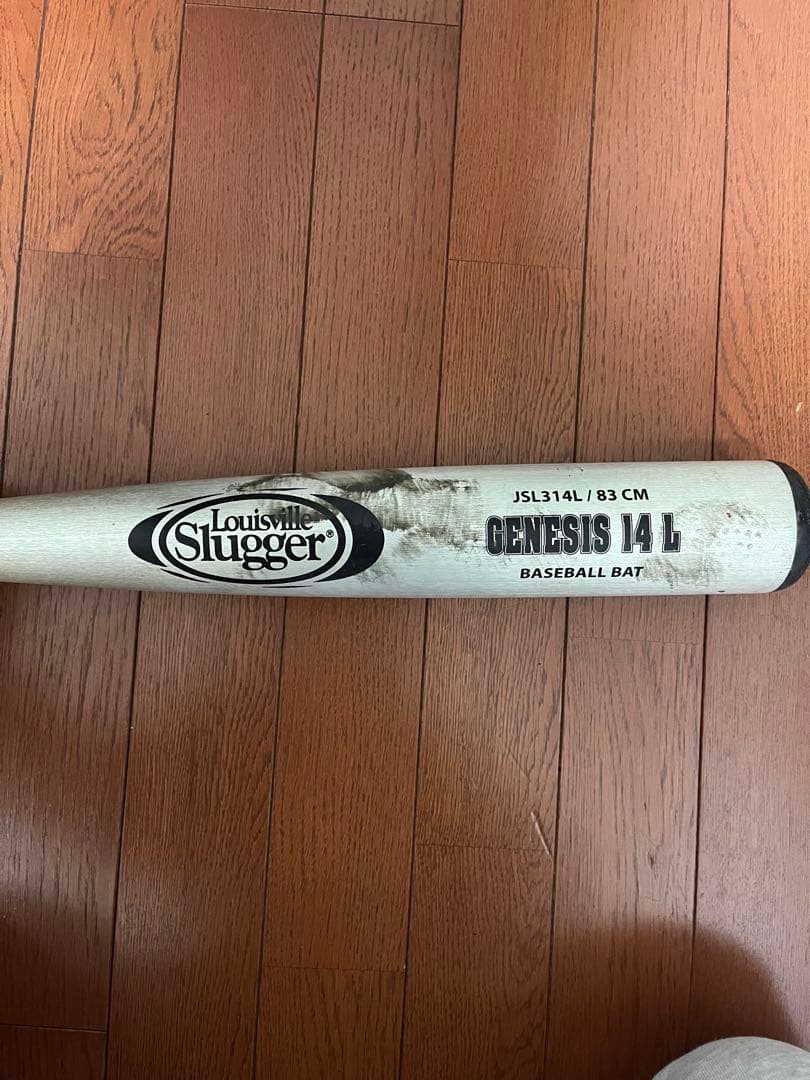 Louisville
Slugger®
JSL314L / 83 CM
GENESIS 14 L
BASEBALL BAT